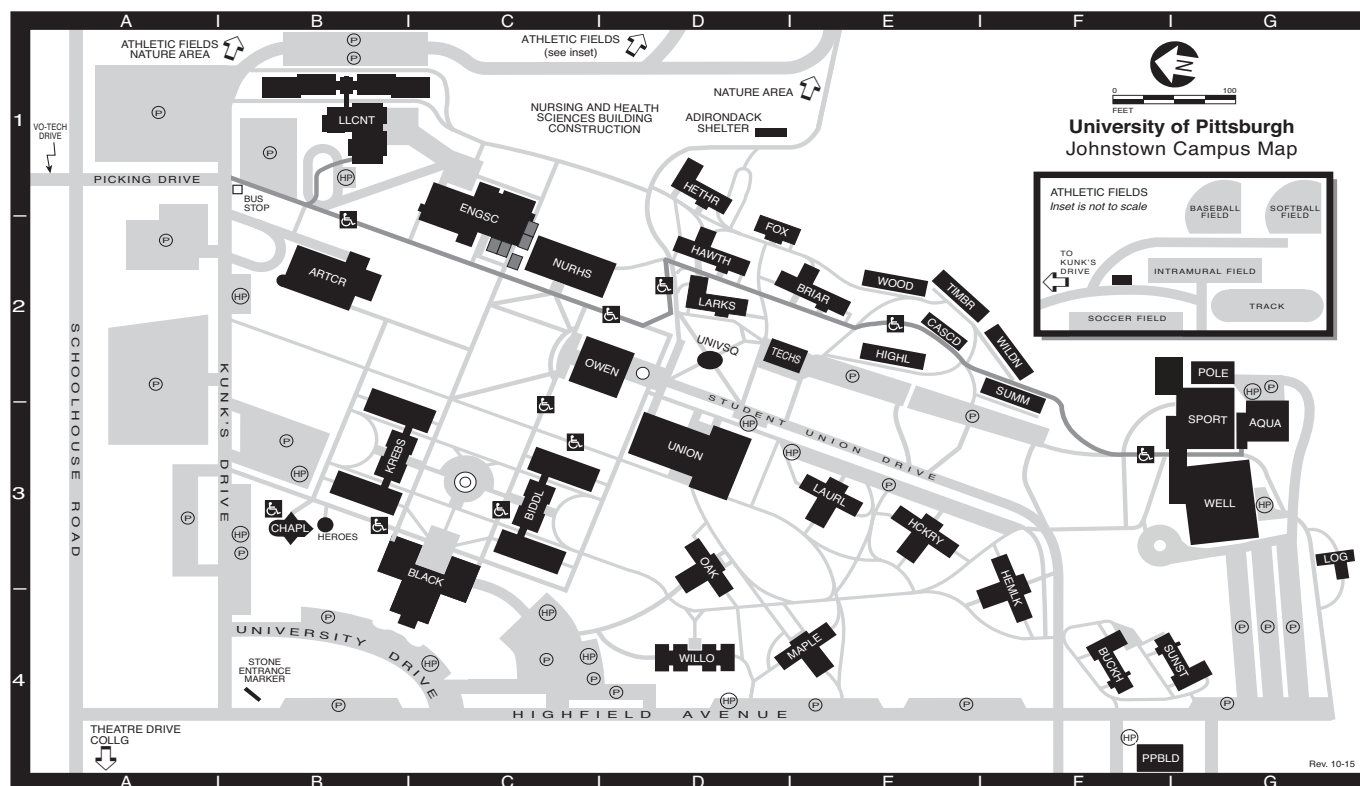 A I B I C I D I E I F I G
1
2
3
4
ATHLETIC FIELDS
NATURE AREA
P
P
ATHLETIC FIELDS
(see inset)
NATURE AREA
N
0 100
FEET
University of Pittsburgh
Johnstown Campus Map
VO-TECH
DRIVE
P
LLCNT
NURSING AND HEALTH
SCIENCES BUILDING
CONSTRUCTION
ADIRONDACK
SHELTER
P
HP
PICKING DRIVE
BUS
STOP
ATHLETIC FIELDS
Inset is not to scale
BASEBALL
FIELD
SOFTBALL
FIELD
TO
KUNK'S
DRIVE
INTRAMURAL FIELD
TRACK
SOCCER FIELD
P
ENGSC
HETHR
FOX
HAWTH
NURHS
ARTCR
HP
LARKS
BRIAR
WOOD
TIMBR
CASCD
WILDN
HIGHL
SUMM
UNIVSQ
TECHS
OWEN
P
P
P
SCHOOLHOUSE ROAD
KUNK'S DRIVE
STUDENT UNION DRIVE
POLE
HP
P
SPORT
AQUA
WELL
HP
P
HP
KREBS
BIDDL
UNION
HP
HP
P
LAURL
HCKRY
P
HP
P
CHAPL
HEROES
BLACK
OAK
HEMLK
LOG
P
UNIVERSITY DRIVE
HP
HP
P
HP
P
P
WILLO
MAPLE
BUCKH
SUNST
P
P
P
STONE
ENTRANCE
MARKER
P
HP
P
P
P
HIGHFIELD AVENUE
THEATRE DRIVE
COLLG
HP
PPBLD
Rev. 10-15
A I B I C I D I E I F I G